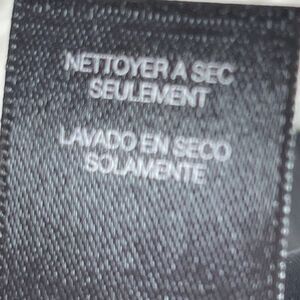 NETTOYER A SEC
SEULEMENT
LAVADO EN SECO
SOLAMENTE